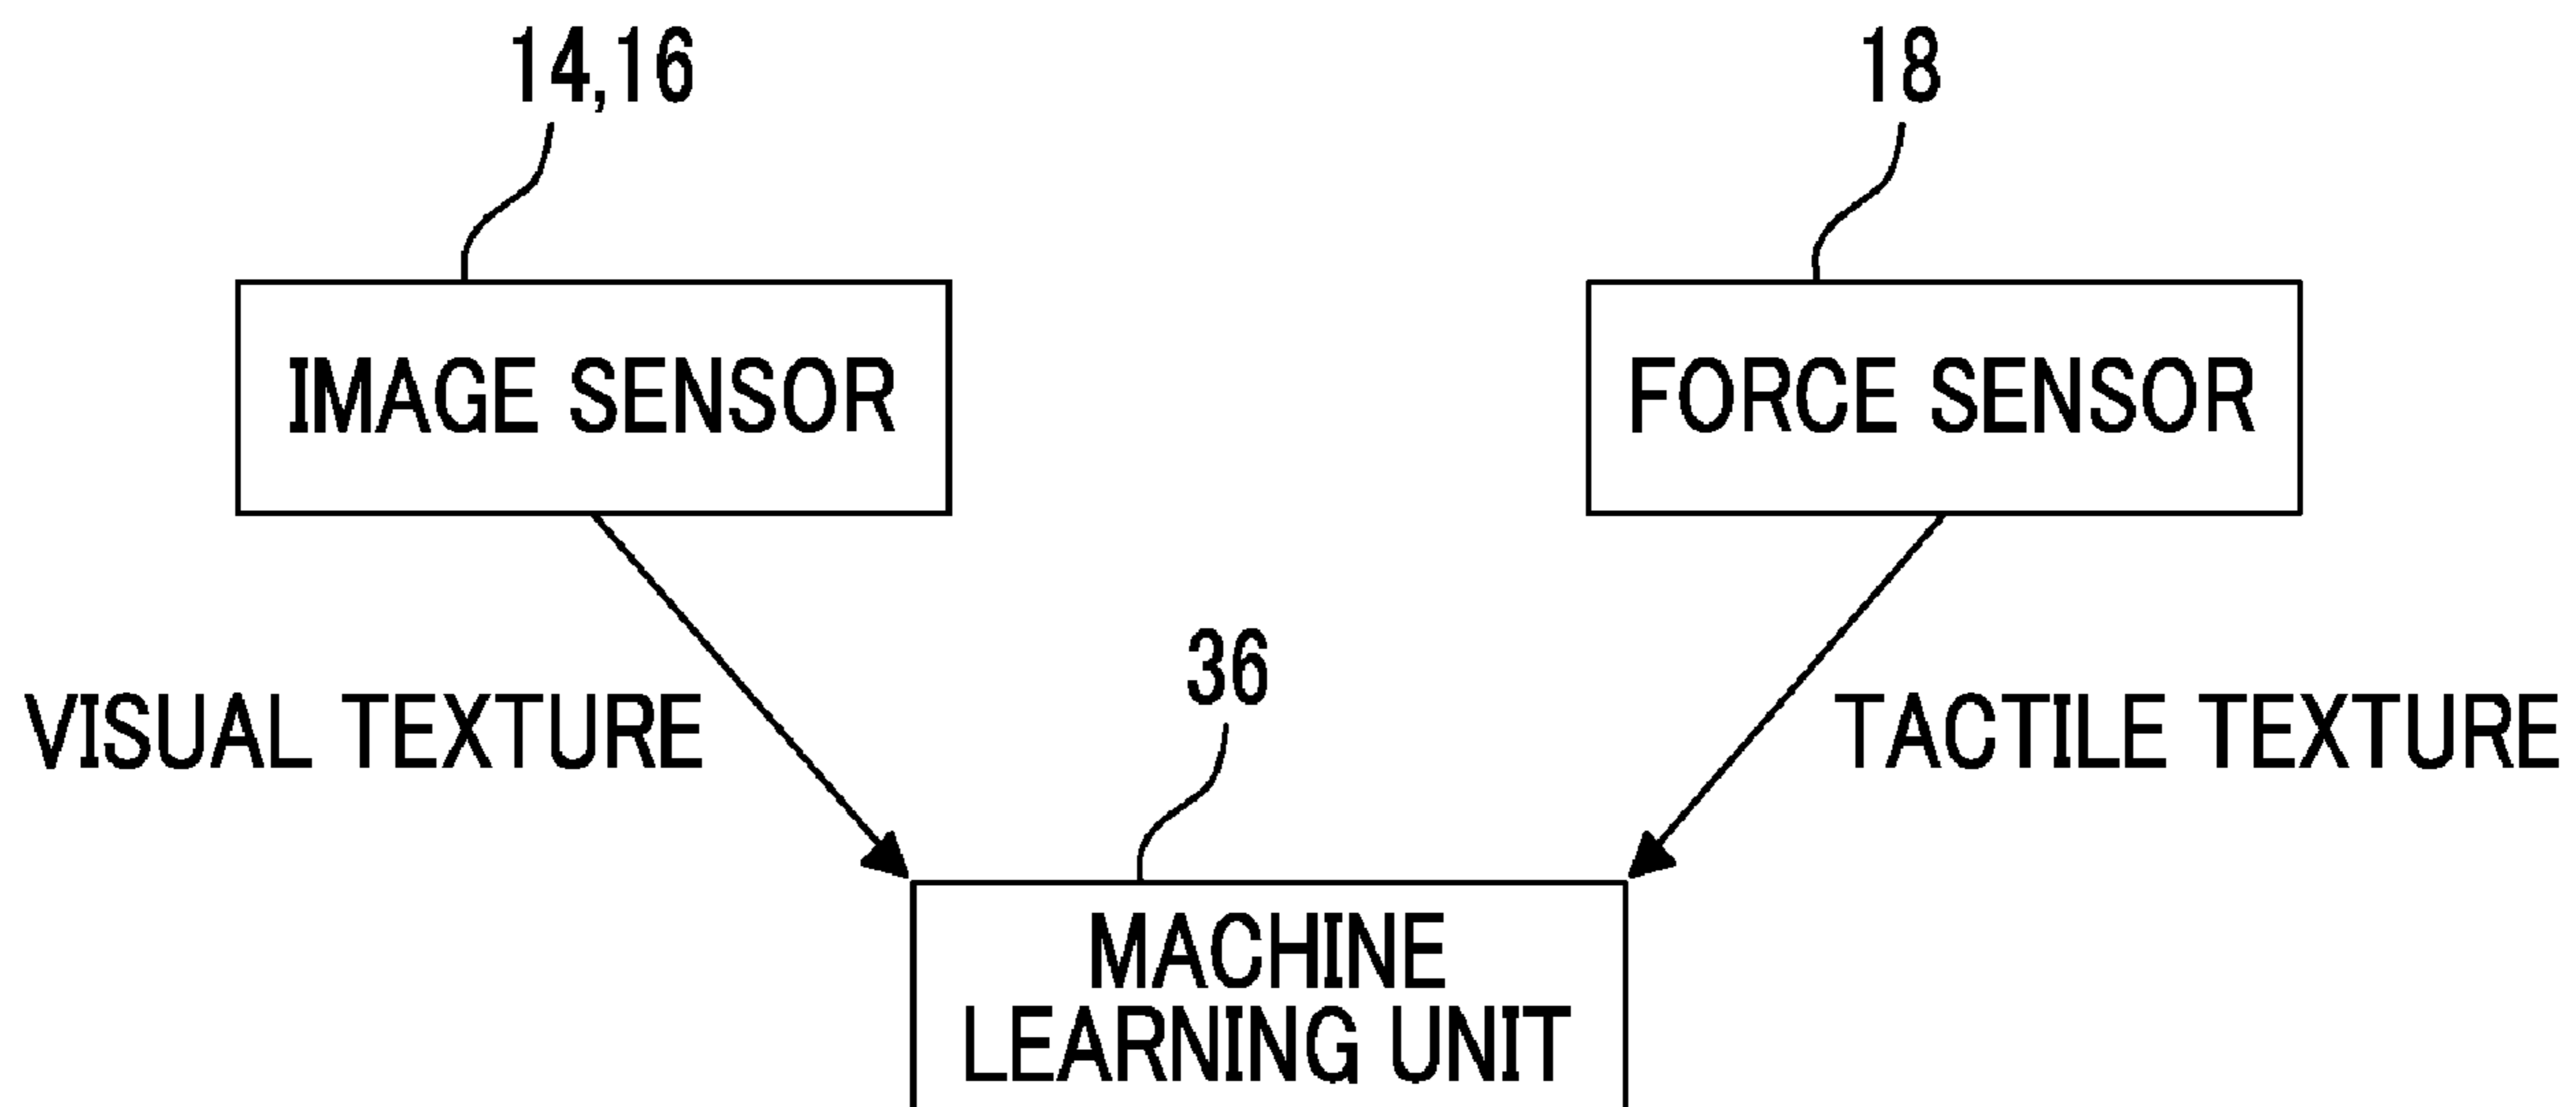 14,16
18
IMAGE SENSOR
FORCE SENSOR
36
VISUAL TEXTURE
TACTILE TEXTURE
MACHINE
LEARNING UNIT